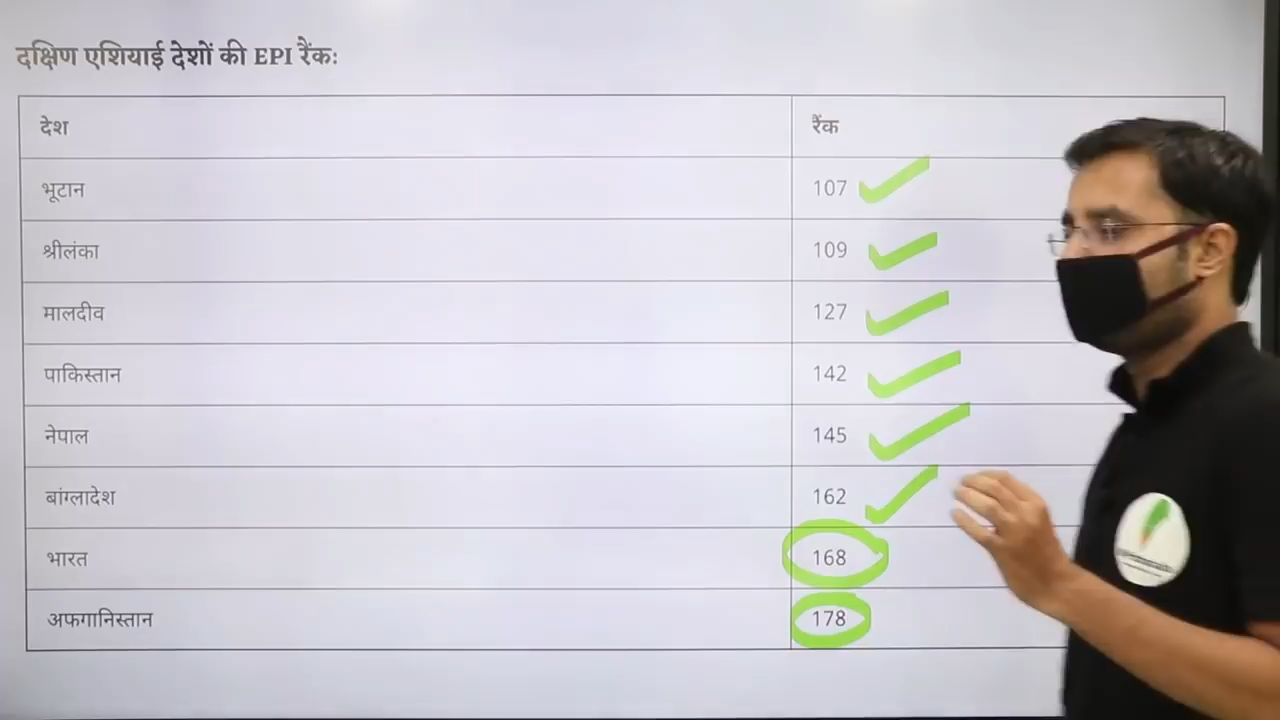 दक्षिण एशियाई देशों की EPI रैंक:
देश रैंक
भूटान 107
श्रीलंका 109
मालदीव 127
पाकिस्तान 142
नेपाल 145
बांग्लादेश 162
भारत 168
अफगानिस्तान 178